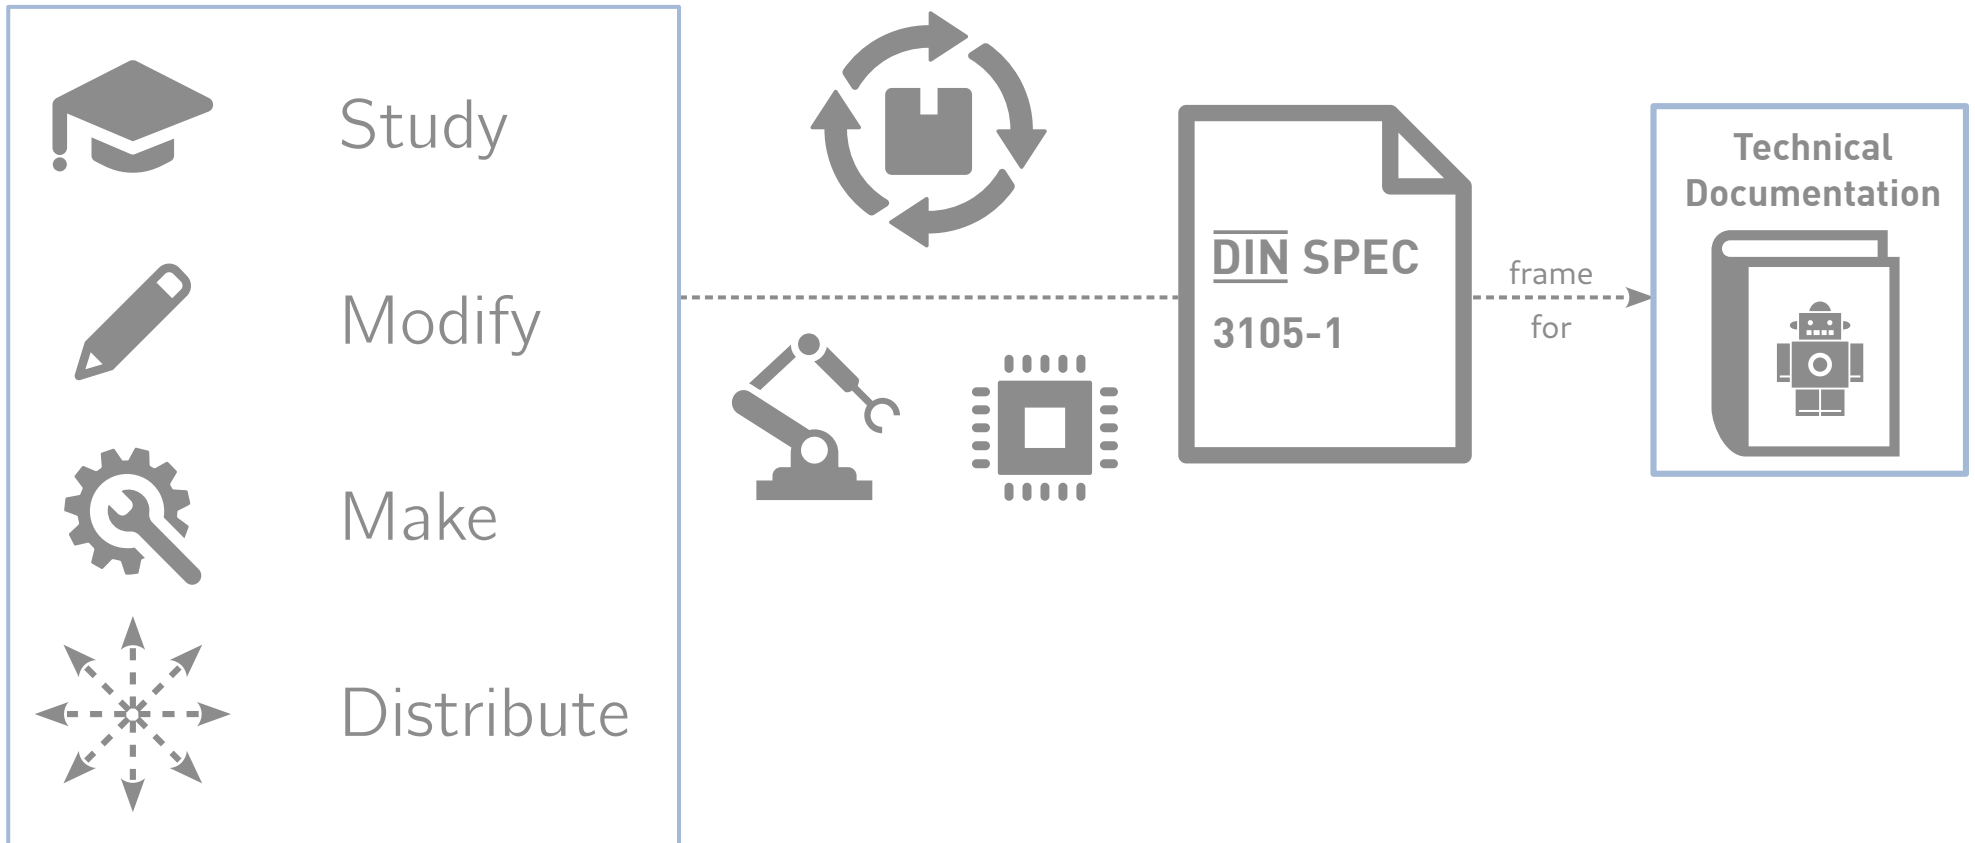 Study
Modify
Make
Distribute
DIN SPEC
3105-1
frame
for
Technical
Documentation